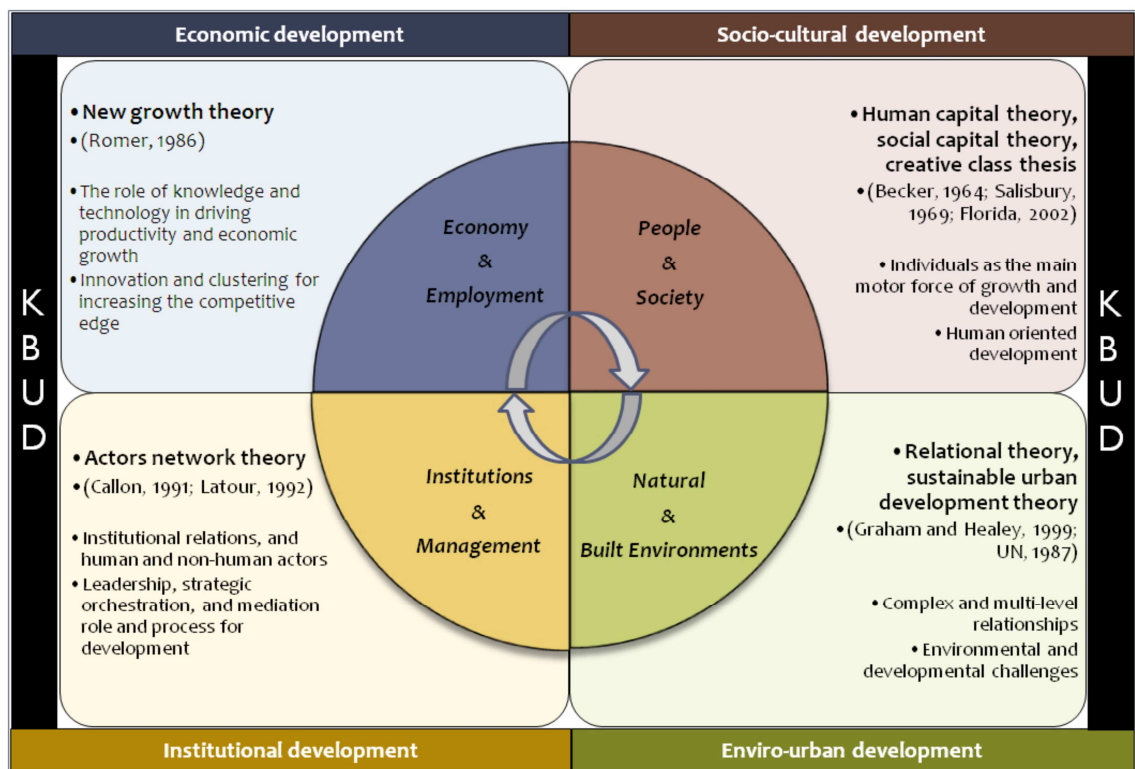 Economic development
Socio-cultural development
K
B
U
D
• New growth theory
• (Romer, 1986)
• The role of knowledge and
technology in driving
productivity and economic
growth
• Innovation and clustering for
increasing the competitive
edge
Economy
&
Employment
People
&
Society
• Human capital theory,
social capital theory,
creative class thesis
• (Becker, 1964; Salisbury,
1969; Florida, 2002)
• Individuals as the main
motor force of growth and
development
• Human oriented
development
K
B
U
D
• Actors network theory
• (Callon, 1991; Latour, 1992)
• Institutional relations, and
human and non-human actors
• Leadership, strategic
orchestration, and mediation
role and process for
development
Institutions
&
Management
Natural
&
Built Environments
• Relational theory,
sustainable urban
development theory
• (Graham and Healey, 1999;
UN, 1987)
• Complex and multi-level
relationships
• Environmental and
developmental challenges
Institutional development
Enviro-urban development